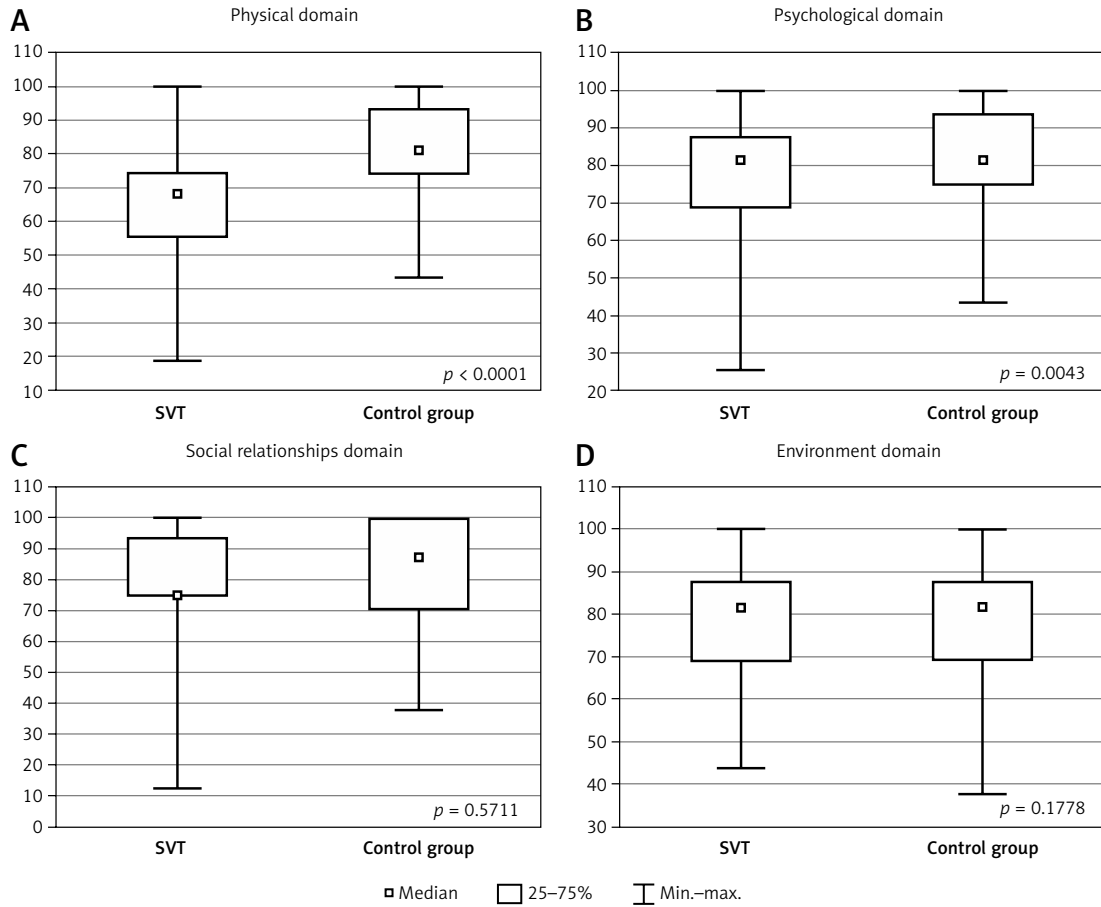 A
Physical domain
110
100
90
80
70
60
50
40
30
20
10
p < 0.0001
SVT Control group
B
Psychological domain
110
100
90
80
70
60
50
40
30
20
p = 0.0043
SVT Control group
C
Social relationships domain
110
100
90
80
70
60
50
40
30
20
10
0
p = 0.5711
SVT Control group
D
Environment domain
110
100
90
80
70
60
50
40
30
p = 0.1778
SVT Control group
Median 25–75% Min.–max.